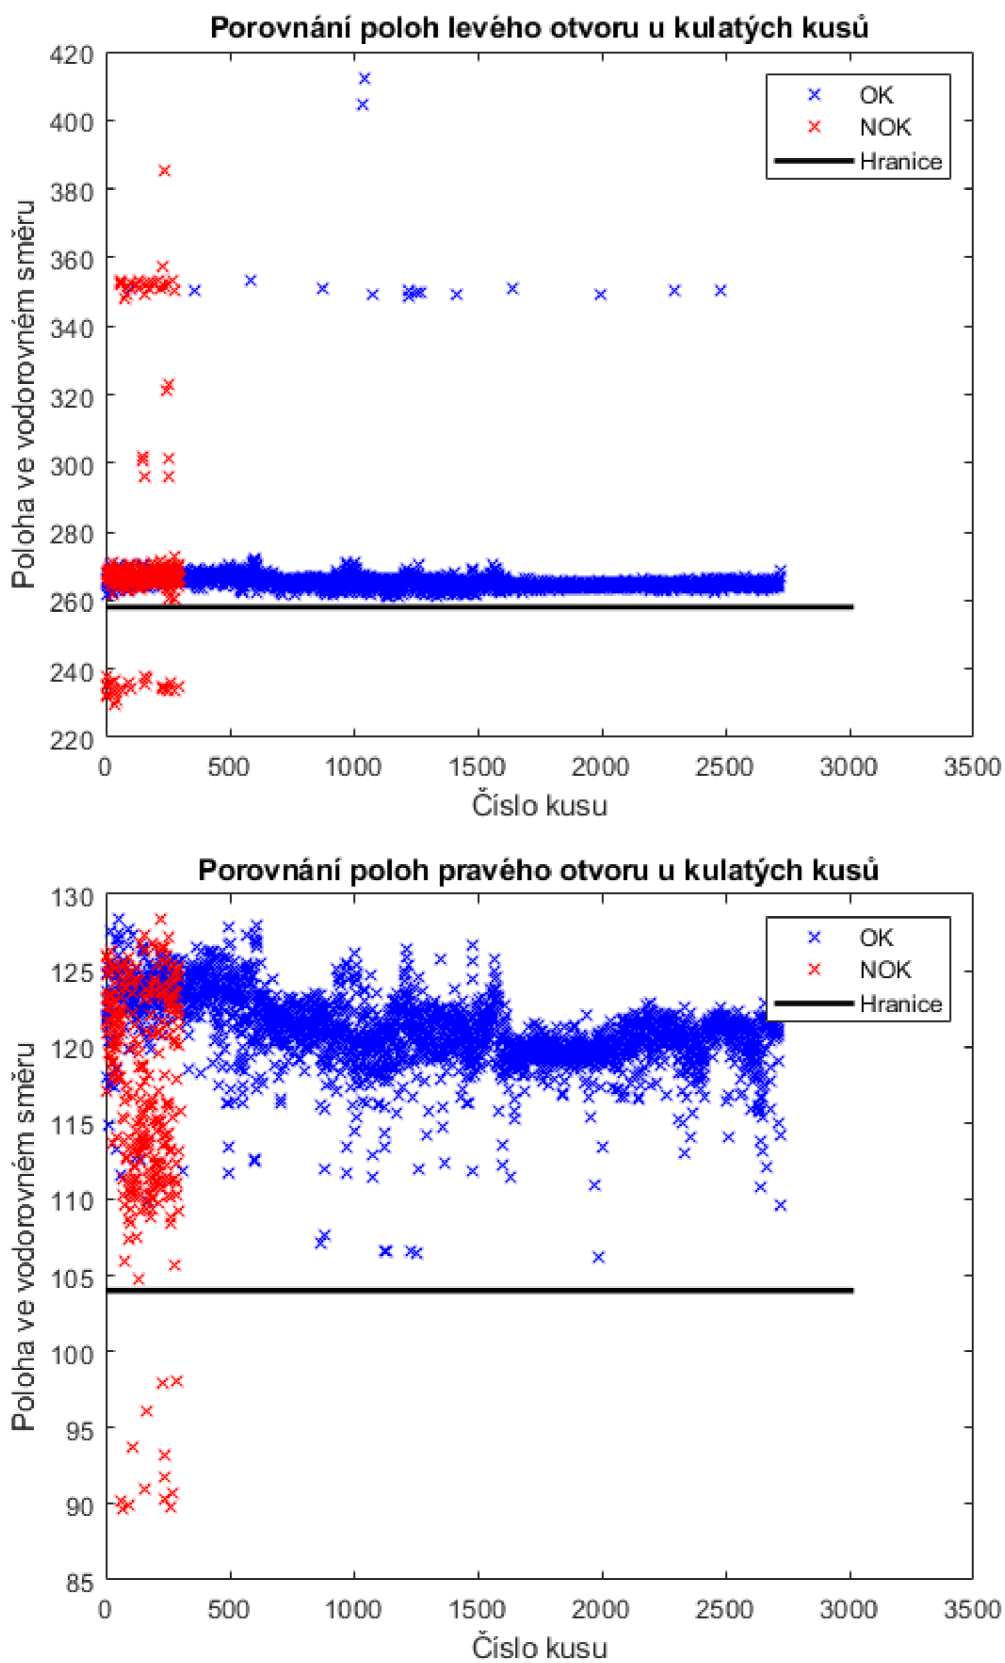 Porovnání poloh levého otvoru u kulatých kusů
420
400
380
360
340
320
300
280
260
240
220
Poloha ve vodorovném směru
OK
NOK
Hranice
0 500 1000 1500 2000 2500 3000 3500
Číslo kusu
Porovnání poloh pravého otvoru u kulatých kusů
130
125
120
115
110
105
100
95
90
85
Poloha ve vodorovném směru
OK
NOK
Hranice
0 500 1000 1500 2000 2500 3000 3500
Číslo kusu